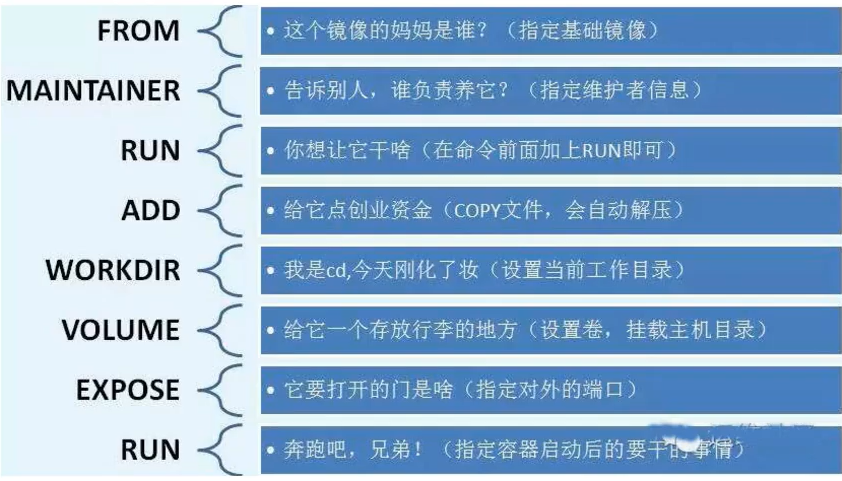 FROM
• 这个镜像的妈妈是谁？（指定基础镜像）
MAINTAINER
• 告诉别人，谁负责养它？（指定维护者信息）
RUN
• 你想让它干啥（在命令前面加上RUN即可）
ADD
• 给它点创业资金（COPY文件，会自动解压）
WORKDIR
• 我是cd,今天刚化了妆（设置当前工作目录）
VOLUME
• 给它一个存放行李的地方（设置卷，挂载主机目录）
EXPOSE
• 它要打开的门是啥（指定对外的端口）
RUN
• 奔跑吧，兄弟！（指定容器启动后的要干的事情）